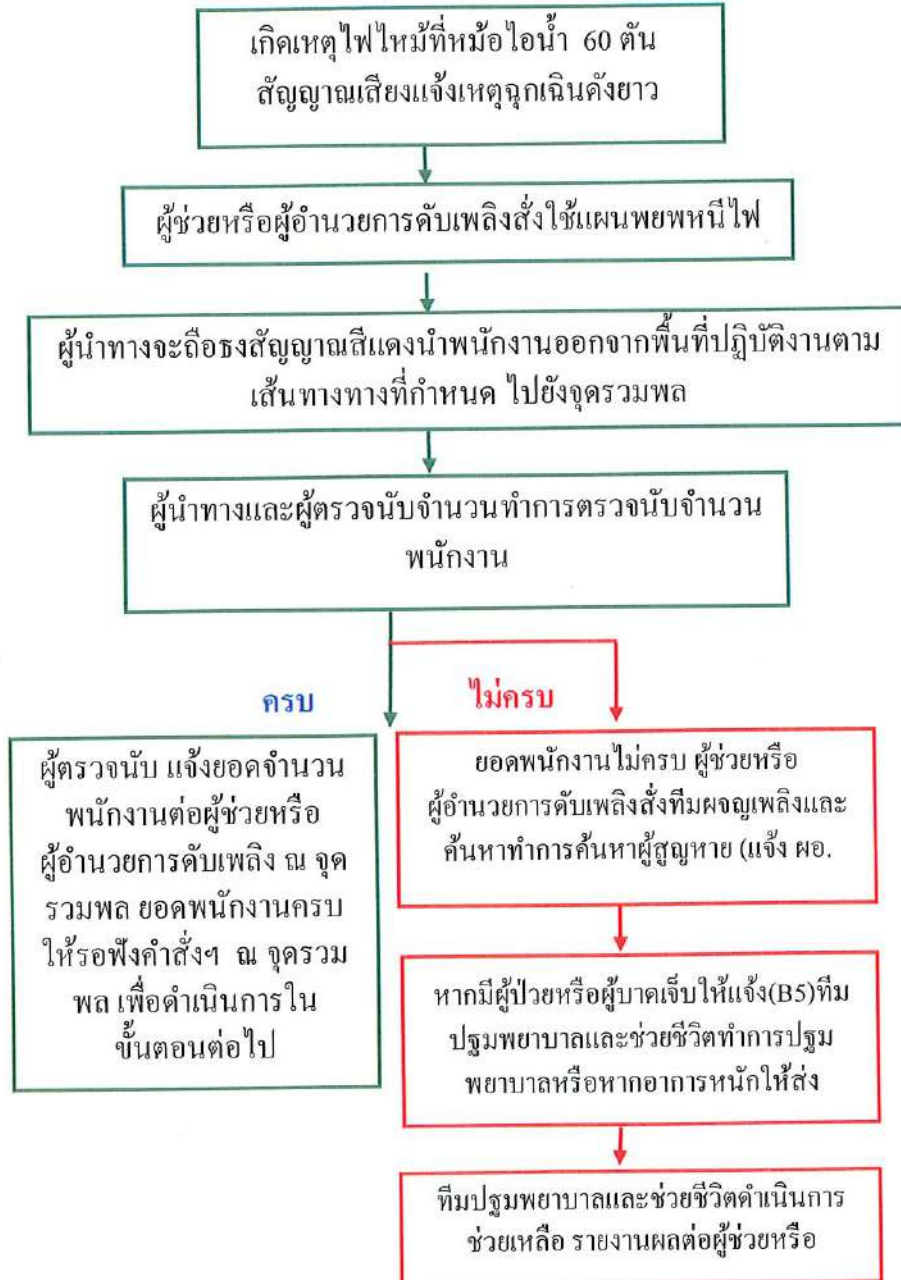 เกิดเหตุไฟไหม้ที่หม้อไอน้ำ 60 ตัน
สัญญาณเสียงแจ้งเหตุฉุกเฉินดังยาว
ผู้ช่วยหรือผู้อำนวยการดับเพลิงสั่งใช้แผนพยพหนีไฟ
ผู้นำทางจะถือธงสัญญาณสีแดงนำพนักงานออกจากพื้นที่ปฎิบัติงานตาม
เส้นทางทางที่กำหนด ไปยังจุดรวมพล
ผู้นำทางและผู้ตรวจนับจำนวนทำการตรวจนับจำนวน
พนักงาน
ครบ
ไม่ครบ
ผู้ตรวจนับ แจ้งยอดจำนวน
พนักงานต่อผู้ช่วยหรือ
ผู้อำนวยการดับเพลิง ณ จุด
รวมพล ยอดพนักงานครบ
ให้รอฟังคำสั่งฯ ณ จุดรวม
พล เพื่อดำเนินการใน
ขั้นตอนต่อไป
ยอดพนักงานไม่ครบ ผู้ช่วยหรือ
ผู้อำนวยการดับเพลิงสั่งทีมผจญเพลิงและ
ค้นหาทำการค้นหาผู้สูญหาย (แจ้ง ผอ.
หากมีผู้ป่วยหรือผู้บาดเจ็บให้แจ้ง(B5)ทีม
ปฐมพยาบาลและช่วยชีวิตทำการปฐม
พยาบาลหรือหากอาการหนักให้ส่ง
ทีมปฐมพยาบาลและช่วยชีวิตดำเนินการ
ช่วยเหลือ รายงานผลต่อผู้ช่วยหรือ